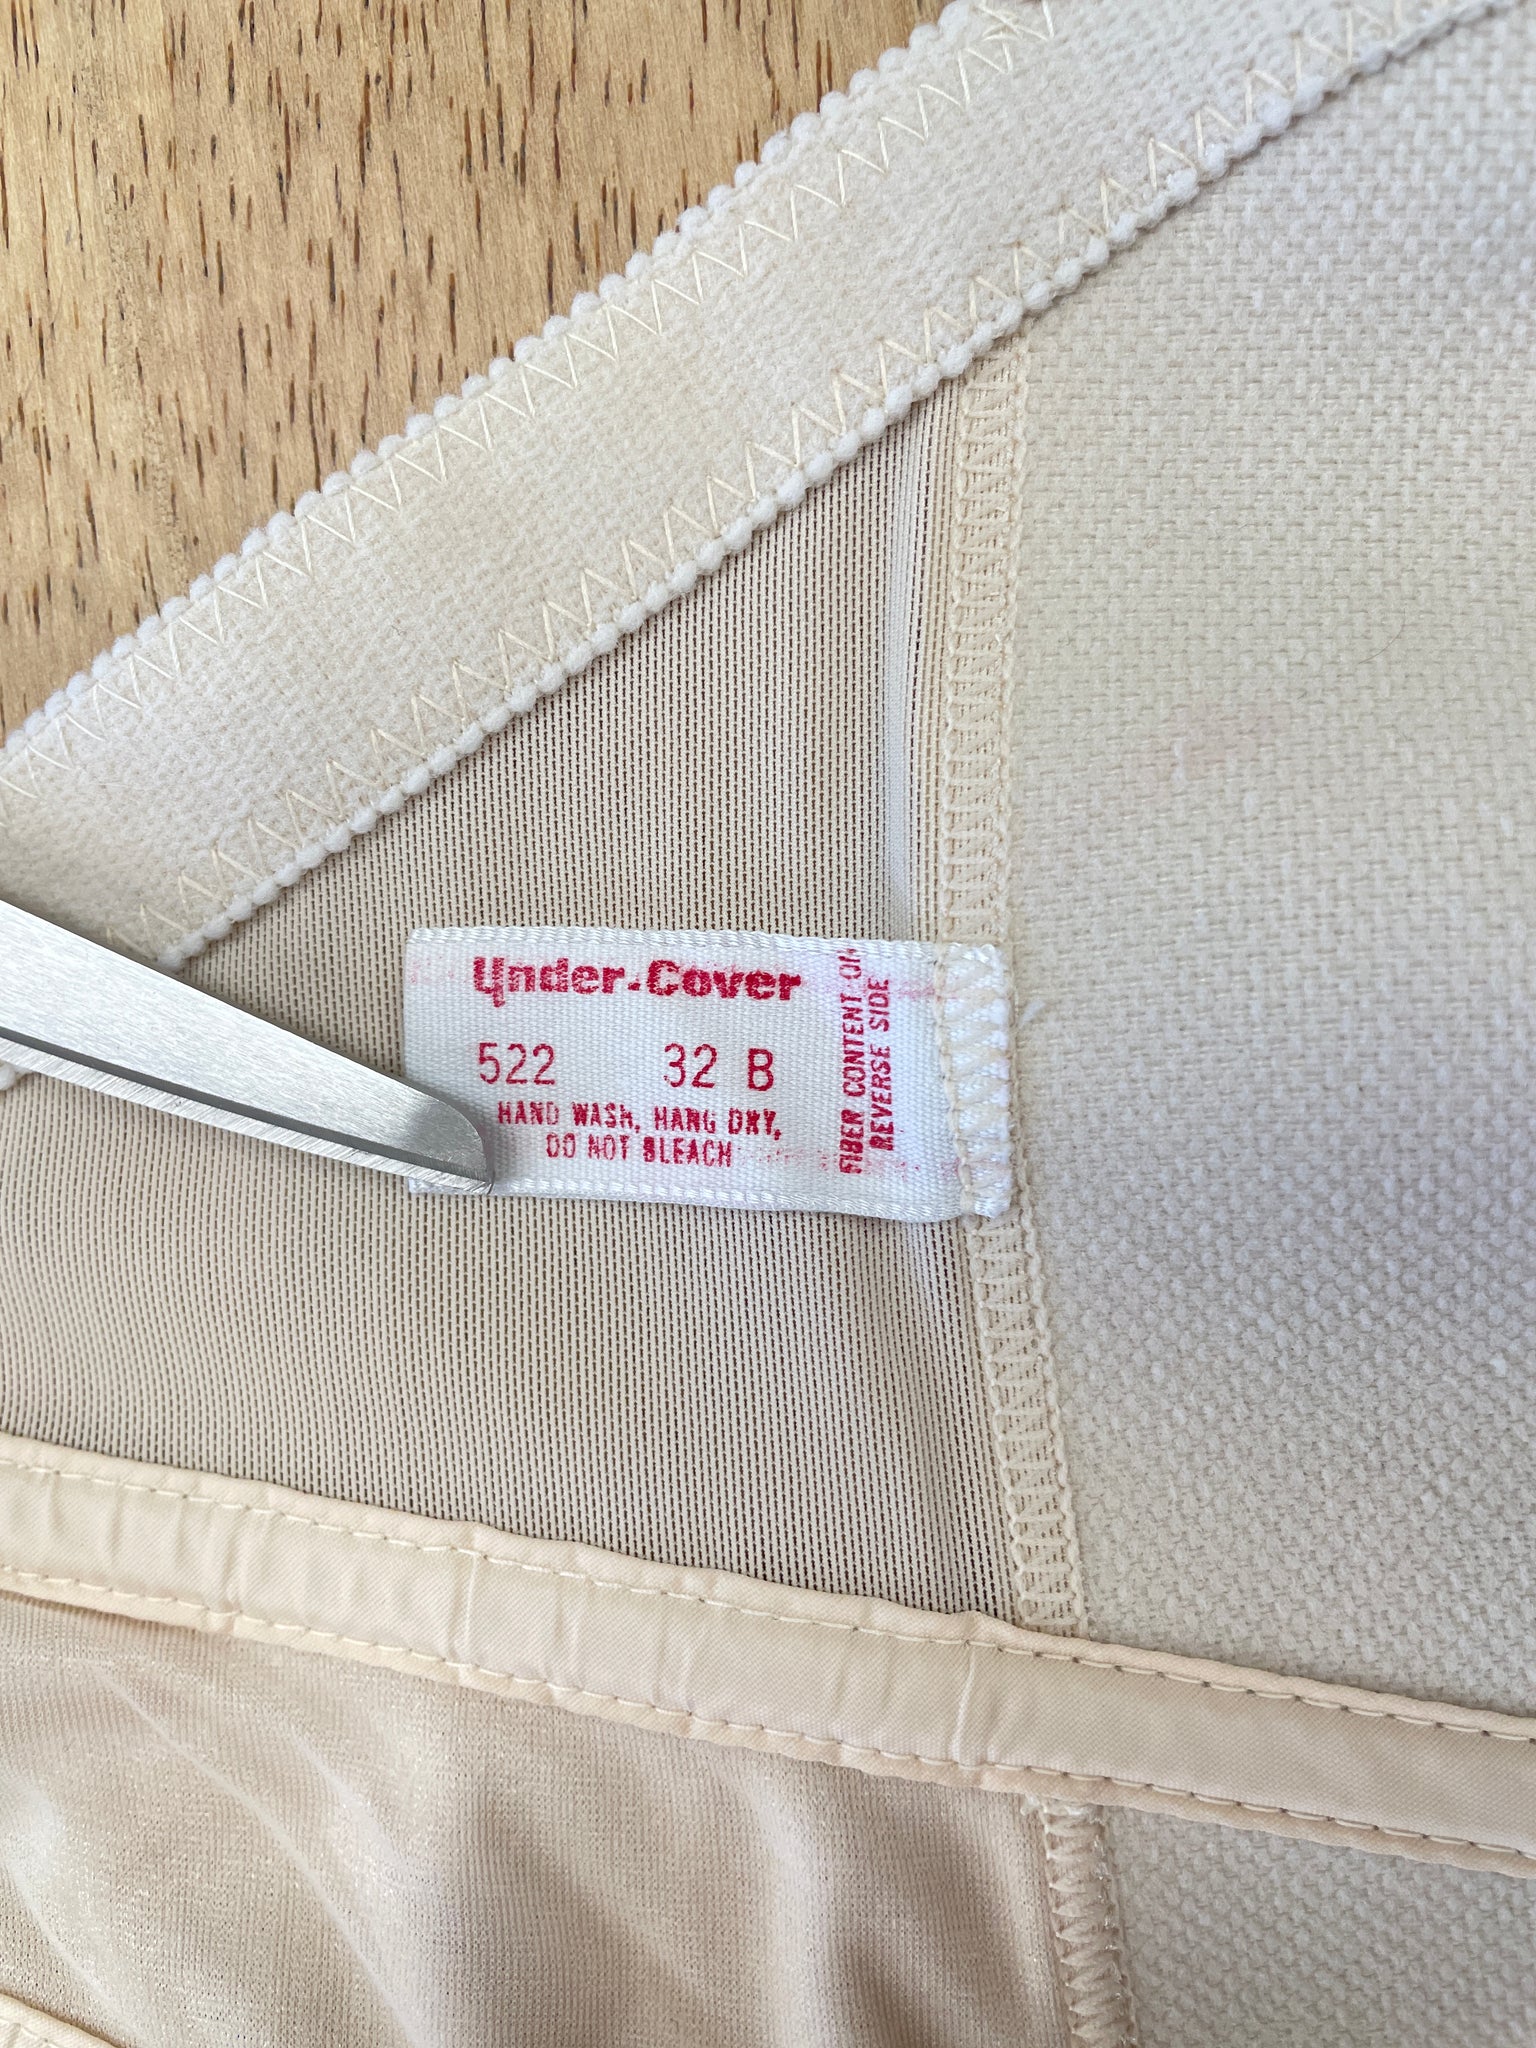 Under-Cover
522 32 B
HAND WASH, HANG DRY,
DO NOT BLEACH
FIBER CONTENT ON
REVERSE SIDE